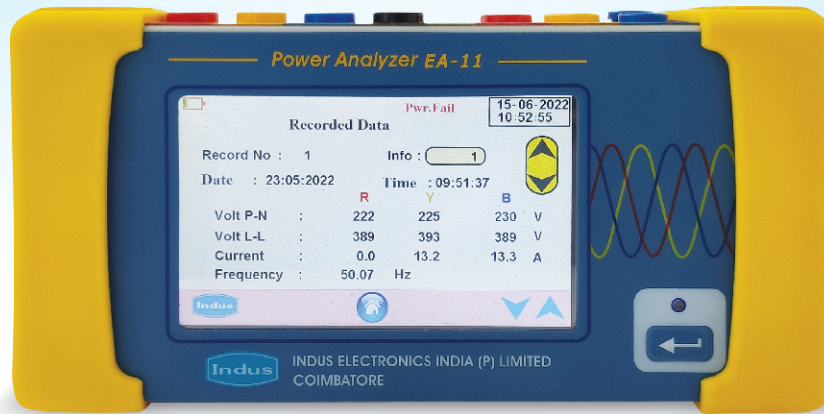 Power Analyzer EA-11
Pwr.Fail
15-06-2022
10:52:55
Recorded Data
Record No : 1 Info : 1
Date : 23:05:2022 Time : 09:51:37
R Y B
Volt P-N : 222 225 230 V
Volt L-L : 389 393 389 V
Current : 0.0 13.2 13.3 A
Frequency : 50.07 Hz
Indus
Indus
INDUS ELECTRONICS INDIA (P) LIMITED
COIMBATORE